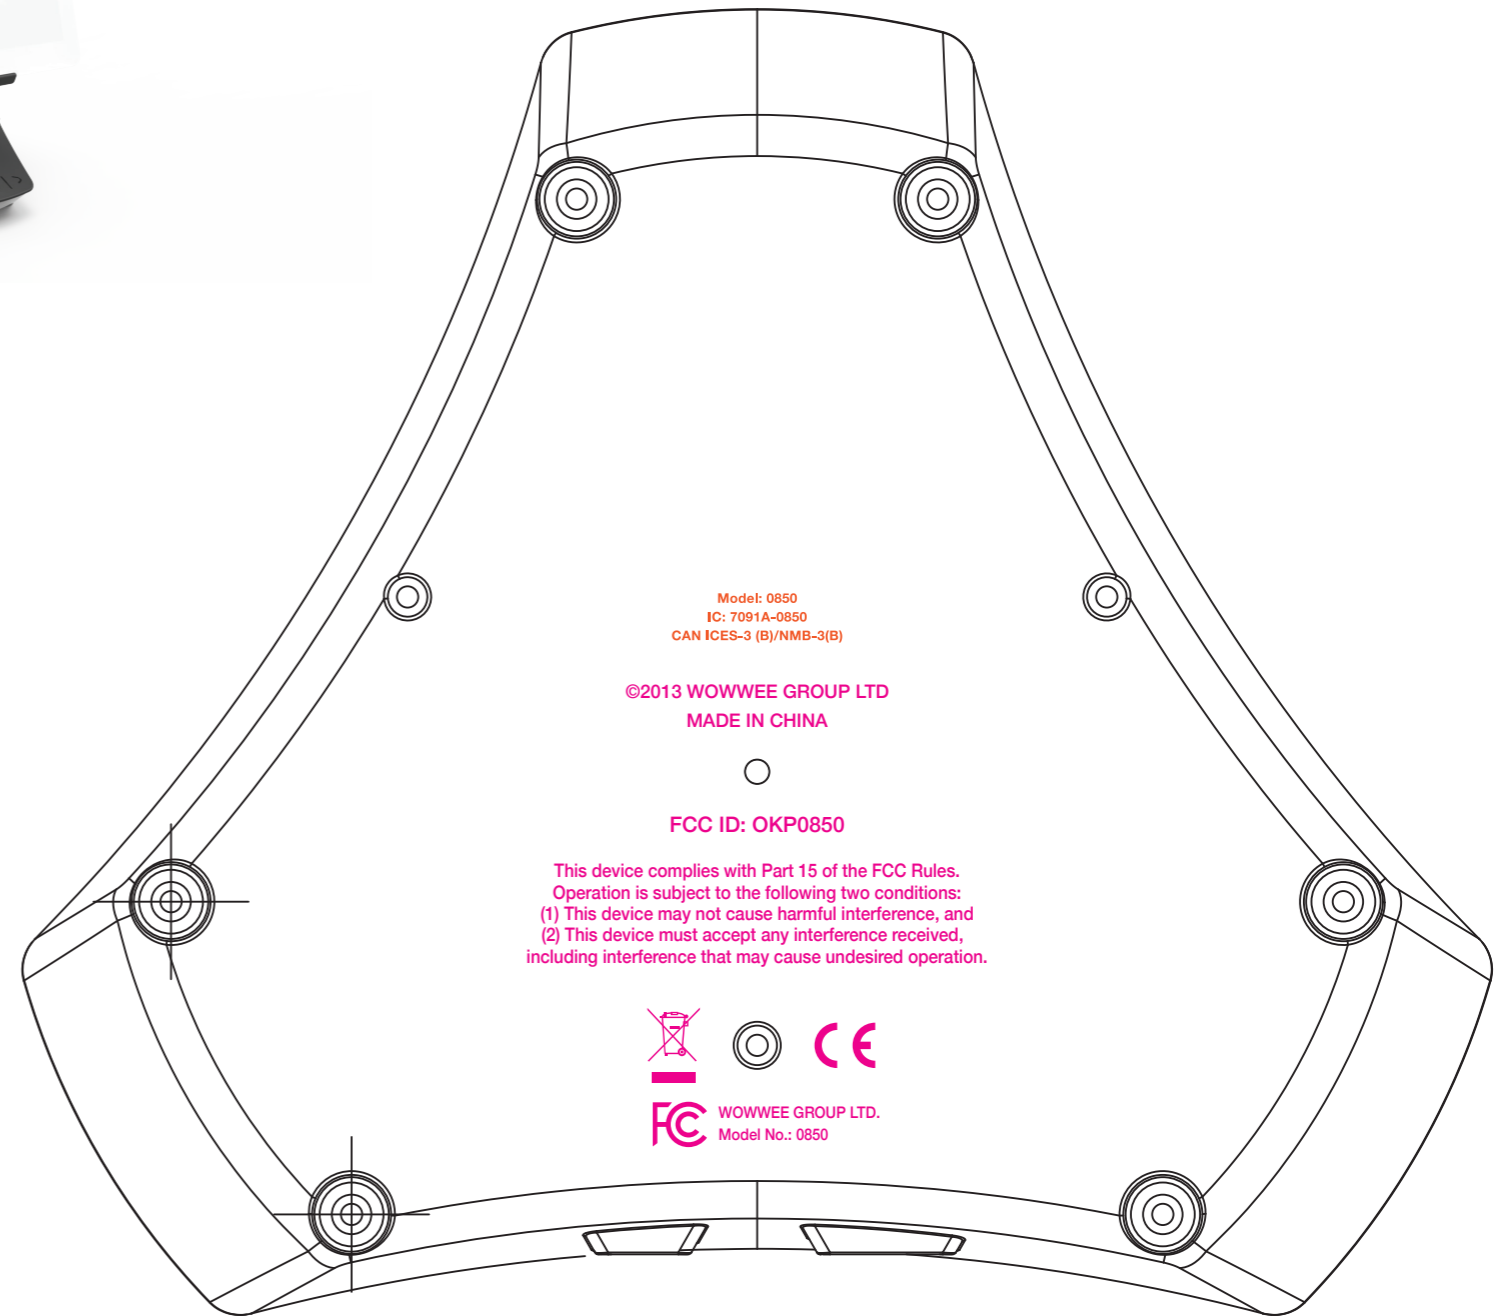 Model: 0850
IC: 7091A-0850
CAN ICES-3 (B)/NMB-3(B)
©2013 WOWWEE GROUP LTD
MADE IN CHINA
FCC ID: OKP0850
This device complies with Part 15 of the FCC Rules.
Operation is subject to the following two conditions:
(1) This device may not cause harmful interference, and
(2) This device must accept any interference received,
including interference that may cause undesired operation.
CE
FC WOWWEE GROUP LTD.
Model No.: 0850